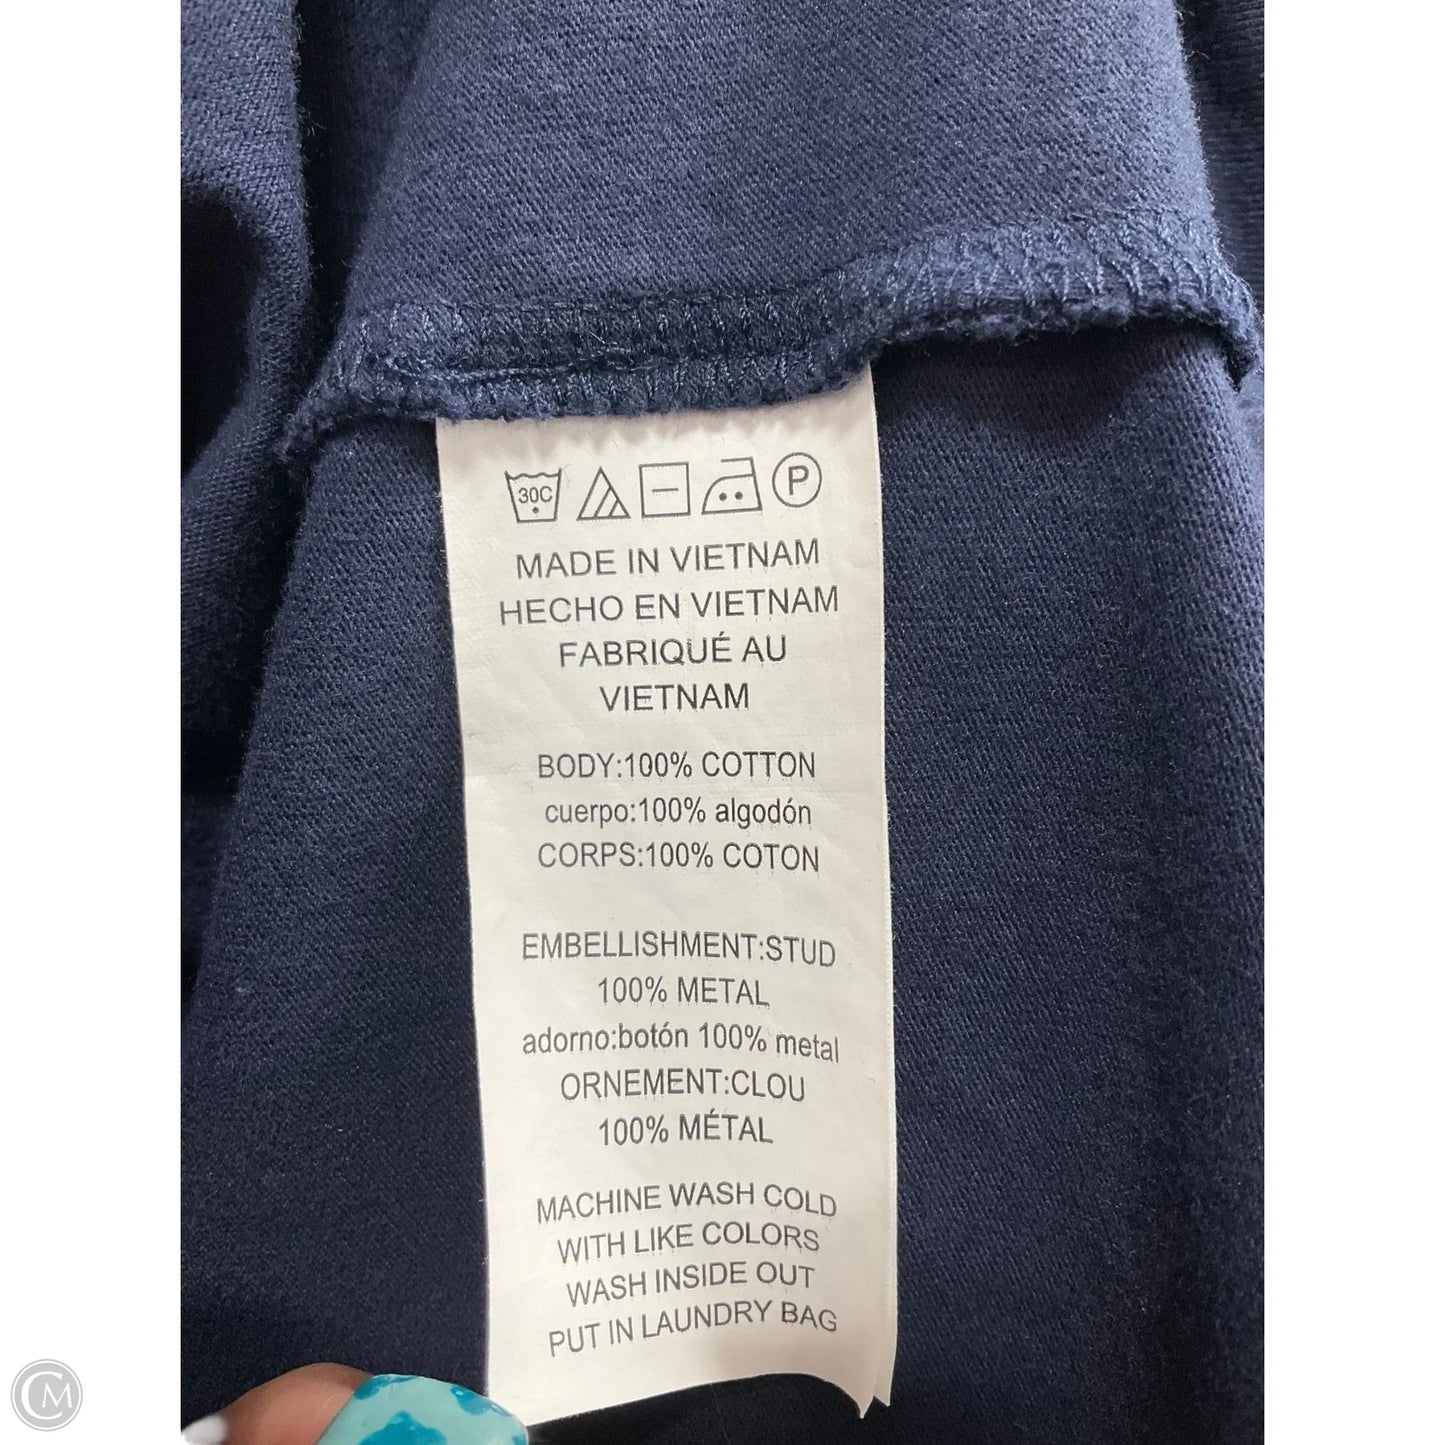 30C P
MADE IN VIETNAM
HECHO EN VIETNAM
FABRIQUÉ AU
VIETNAM
BODY:100% COTTON
cuerpo:100% algodón
CORPS:100% COTON
EMBELLISHMENT:STUD
100% METAL
adorno:botón 100% metal
ORNEMENT:CLOU
100% MÉTAL
MACHINE WASH COLD
WITH LIKE COLORS
WASH INSIDE OUT
PUT IN LAUNDRY BAG
CM